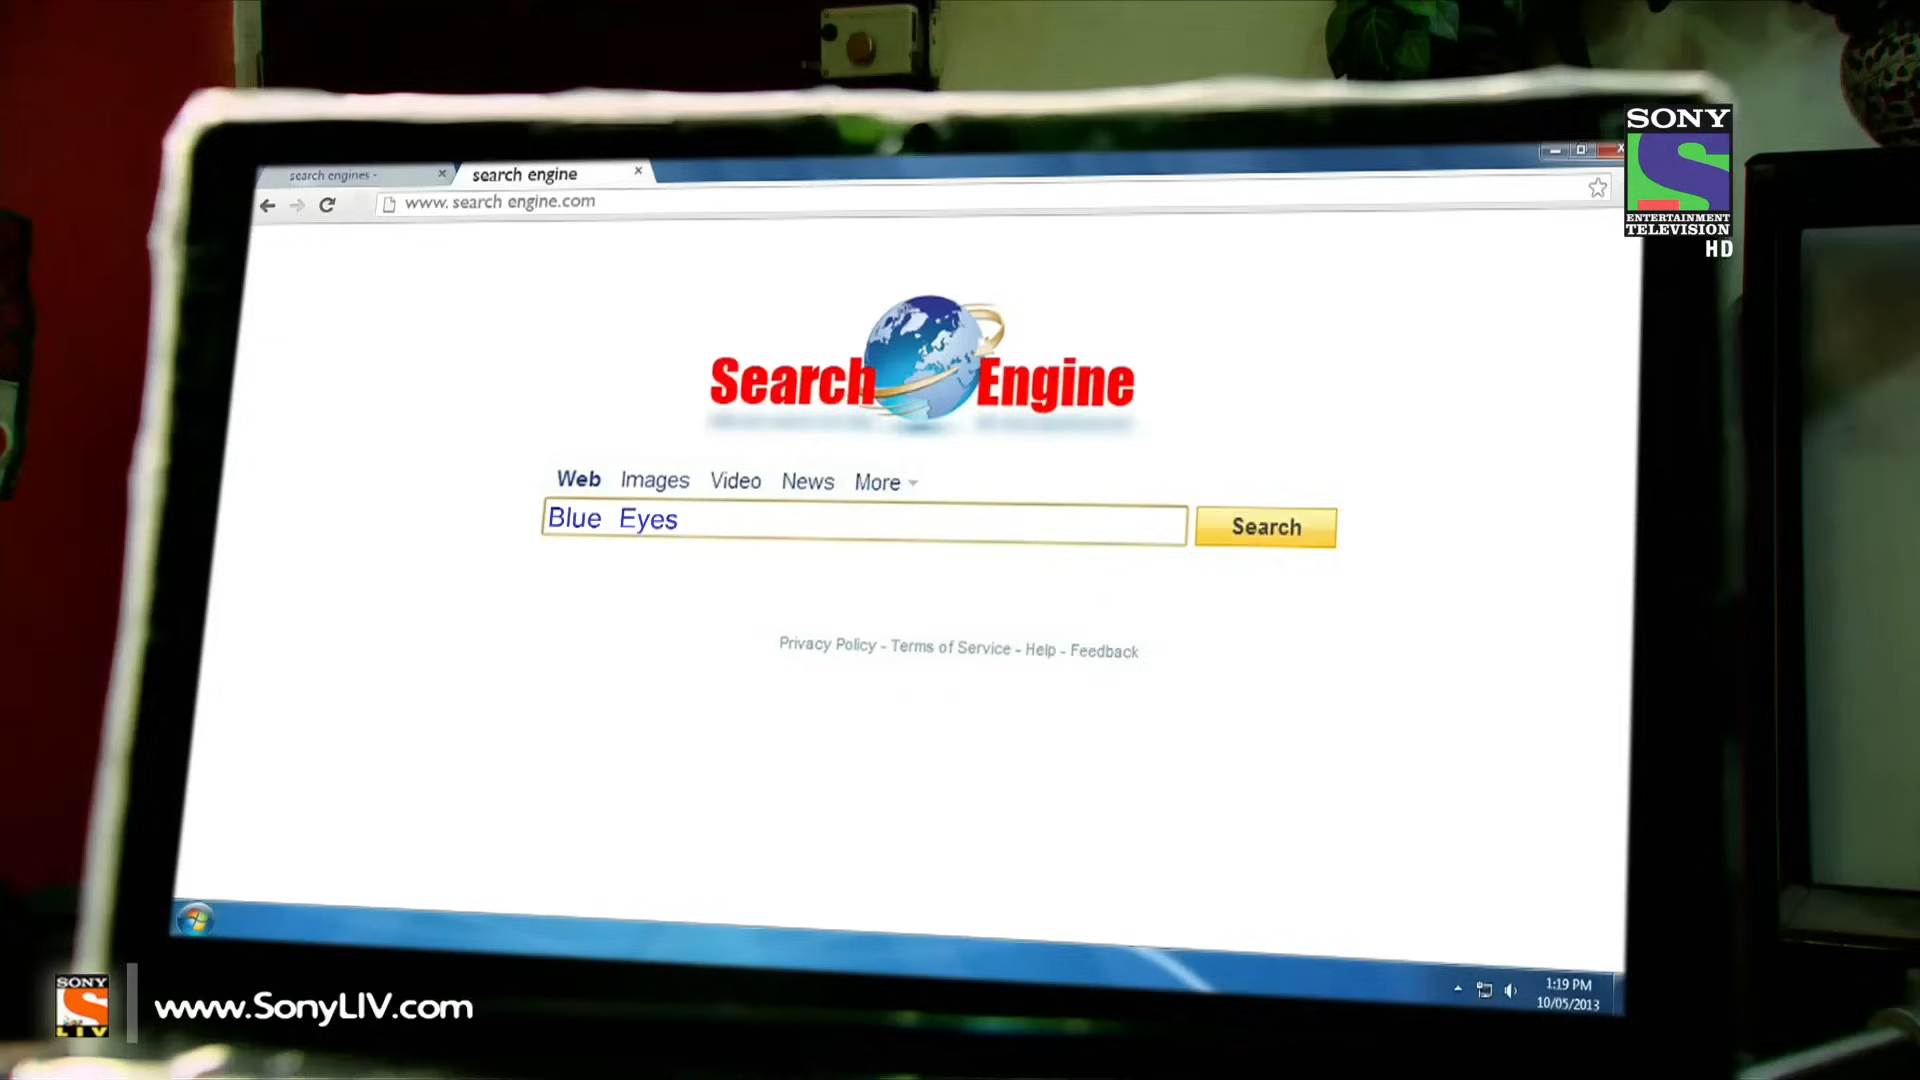 SONY
ENTERTAINMENT
TELEVISION
HD
search engines -
search engine
www. search engine.com
Search Engine
Web Images Video News More
Blue Eyes
Search
Privacy Policy - Terms of Service - Help - Feedback
1:19 PM
10/05/2013
SONY
LIV
www.SonyLIV.com